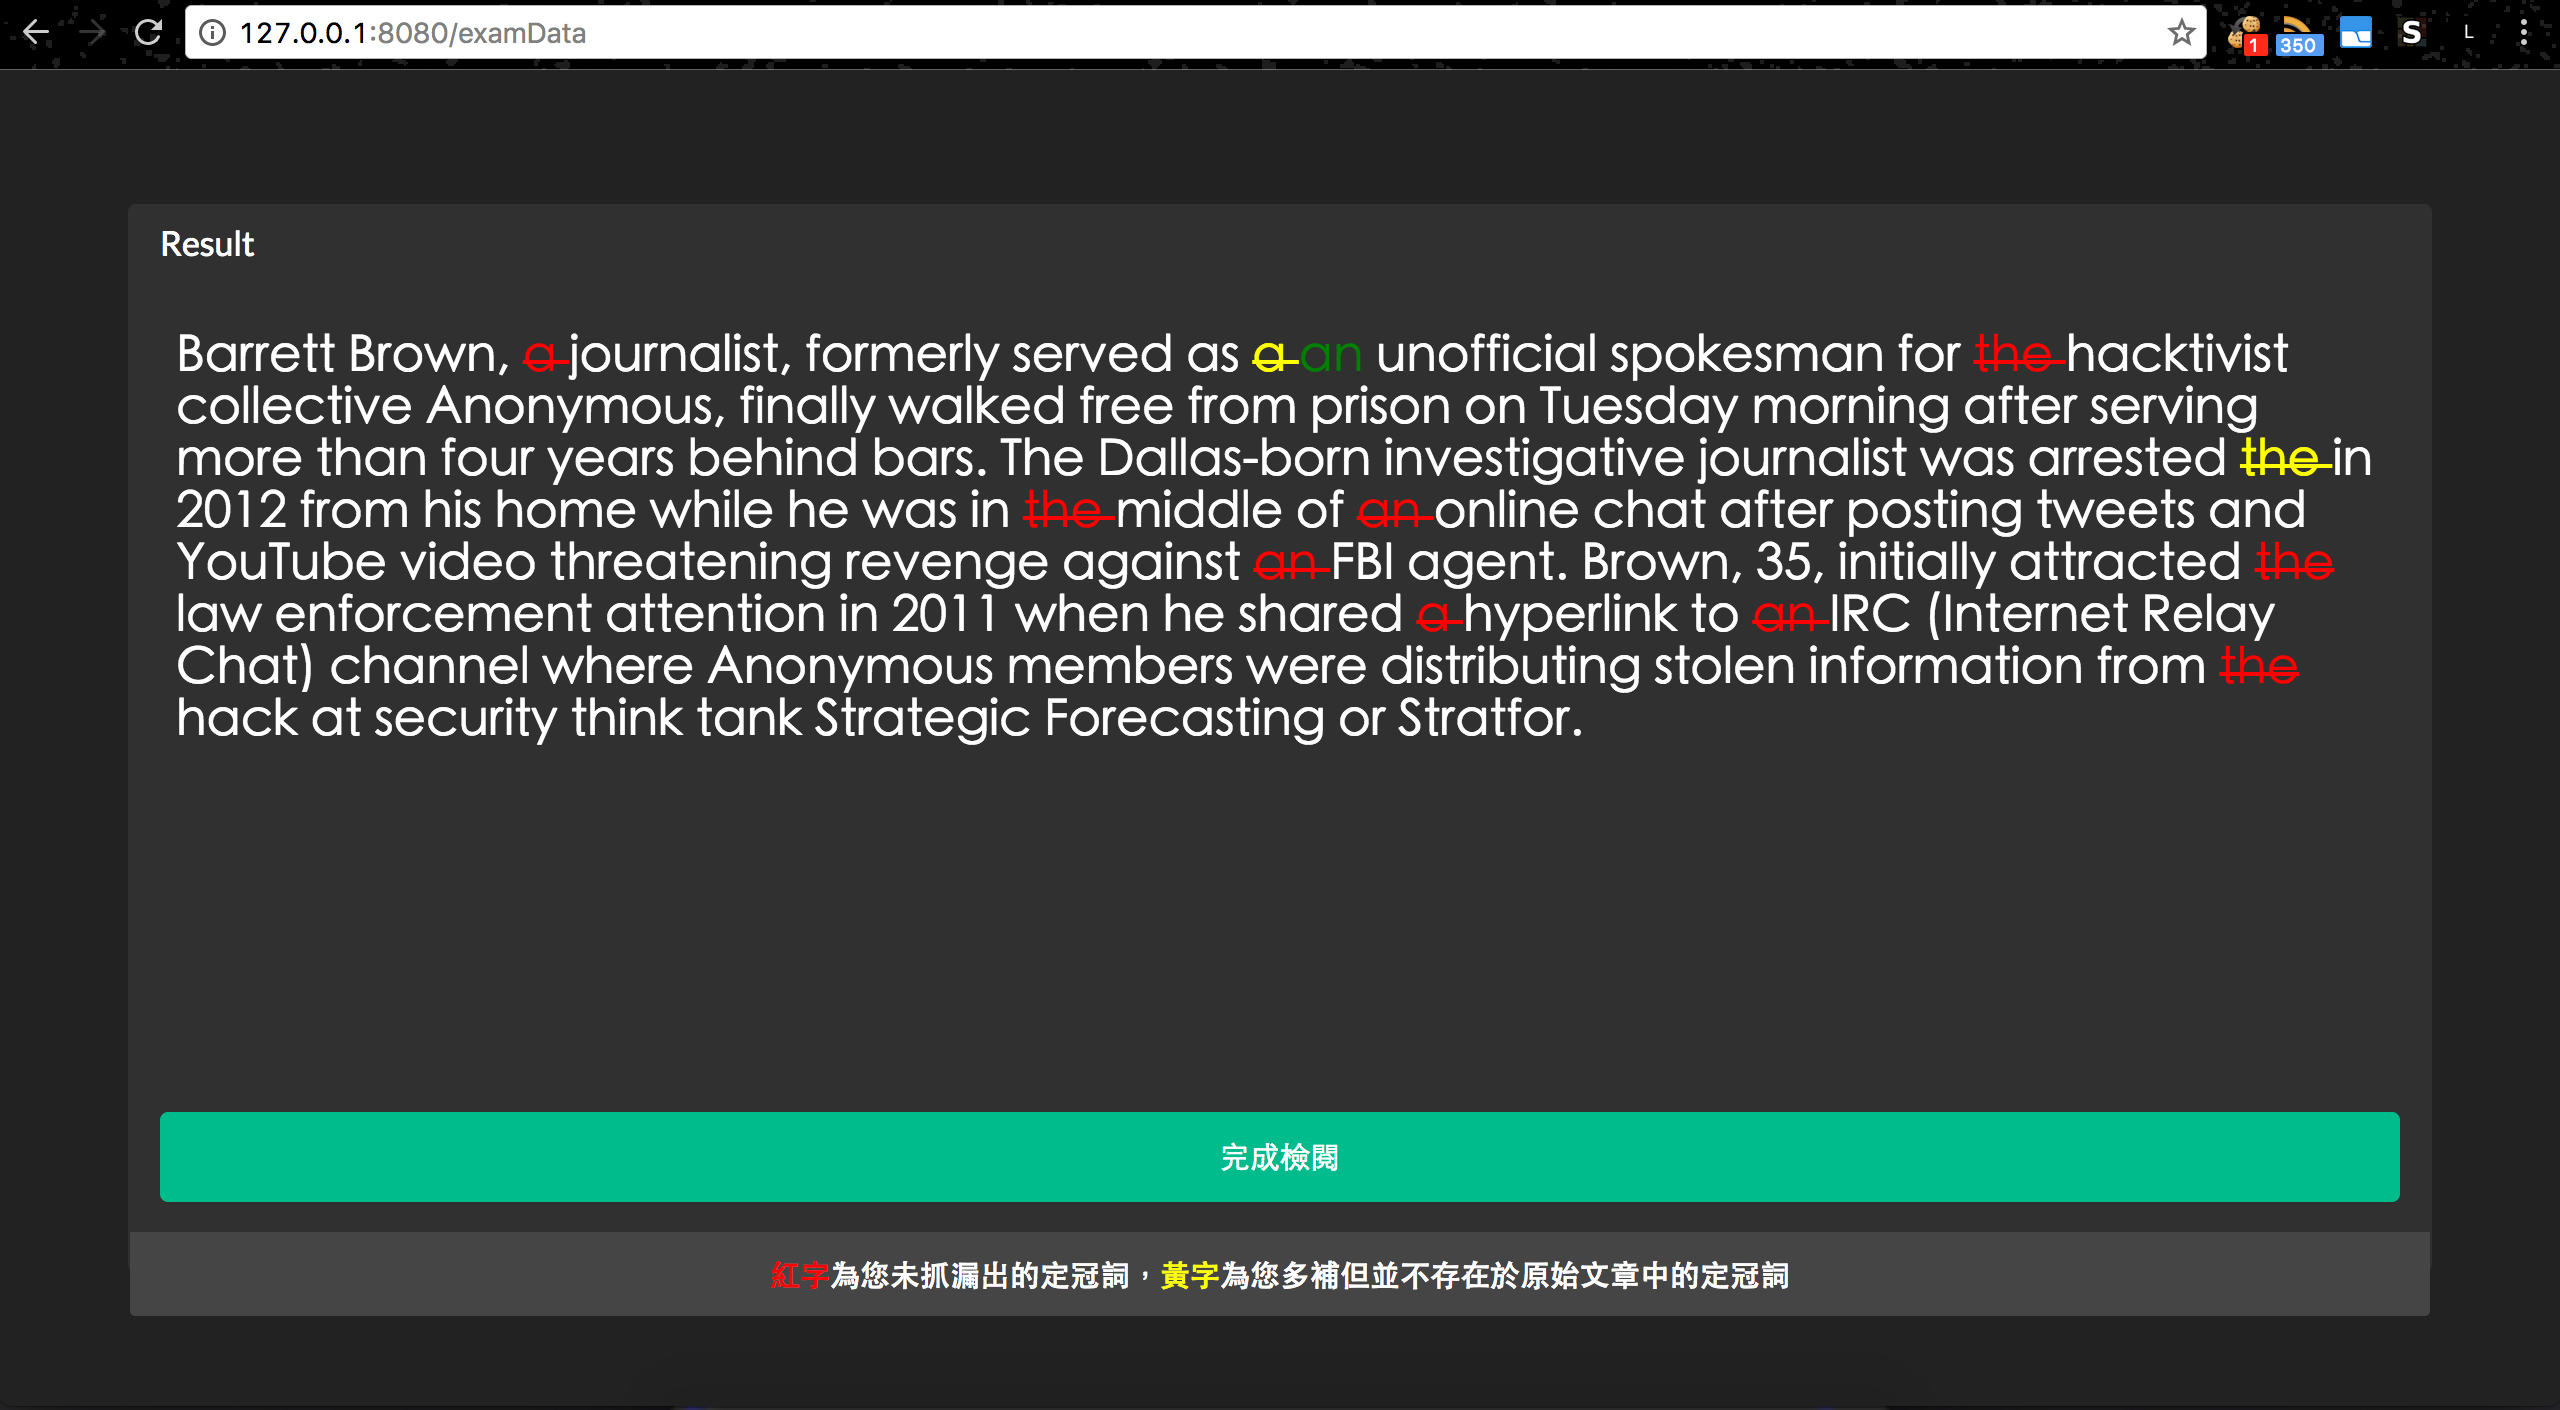 127.0.0.1:8080/examData
1
350
S
L
Result
Barrett Brown, a journalist, formerly served as a an unofficial spokesman for the hacktivist
collective Anonymous, finally walked free from prison on Tuesday morning after serving
more than four years behind bars. The Dallas-born investigative journalist was arrested the in
2012 from his home while he was in the middle of an online chat after posting tweets and
YouTube video threatening revenge against an FBI agent. Brown, 35, initially attracted the
law enforcement attention in 2011 when he shared a hyperlink to an IRC (Internet Relay
Chat) channel where Anonymous members were distributing stolen information from the
hack at security think tank Strategic Forecasting or Stratfor.
完成檢閱
紅字為您未抓漏出的定冠詞，黃字為您多補但並不存在於原始文章中的定冠詞